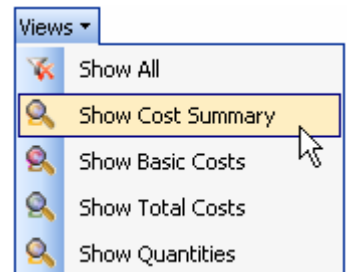 Views
Show All
Show Cost Summary
Show Basic Costs
Show Total Costs
Show Quantities